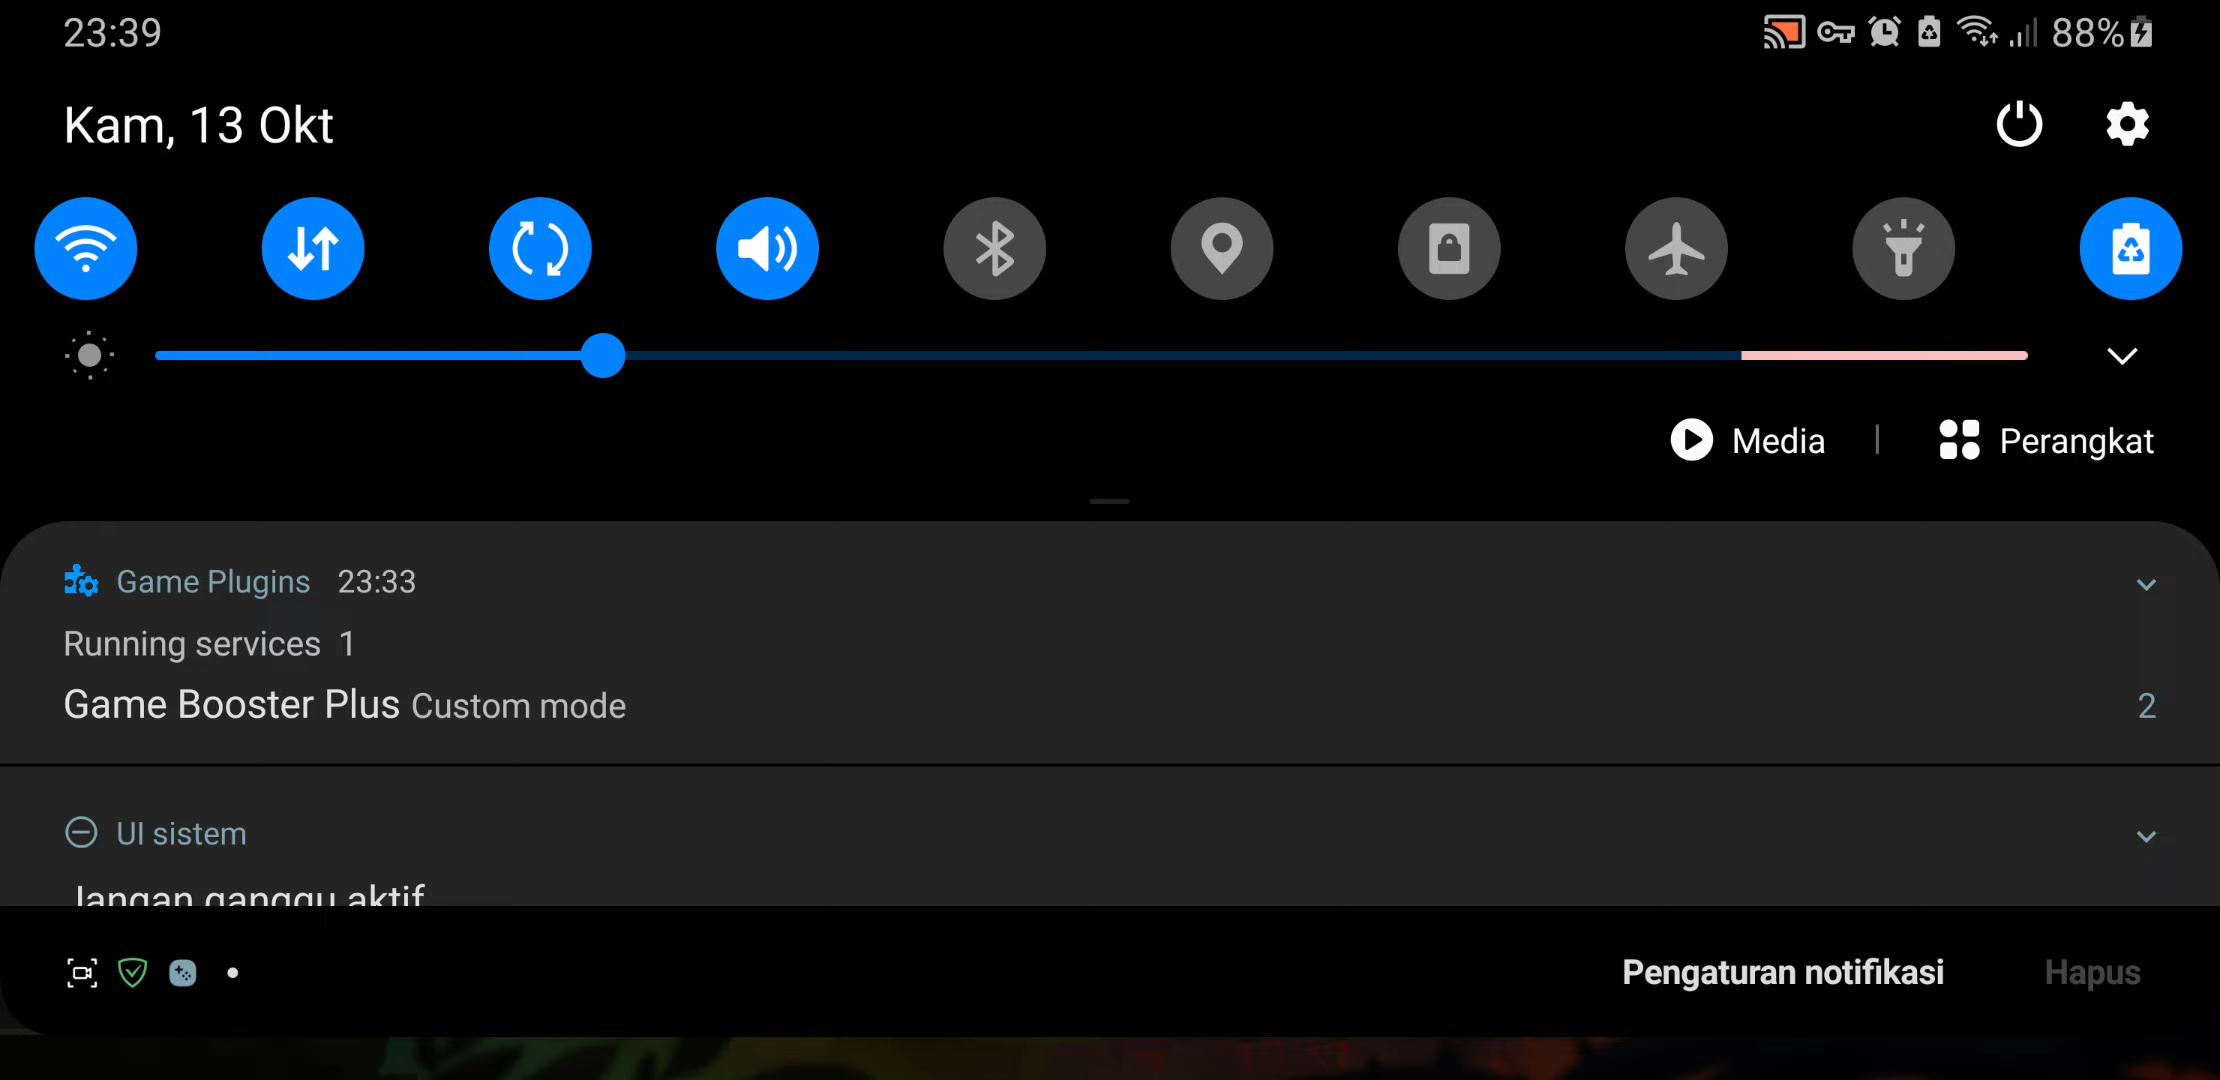 23:39
88%
Kam, 13 Okt
Media | Perangkat
Game Plugins 23:33
Running services 1
Game Booster Plus Custom mode
2
UI sistem
Jangan ganggu aktif
Pengaturan notifikasi
Hapus